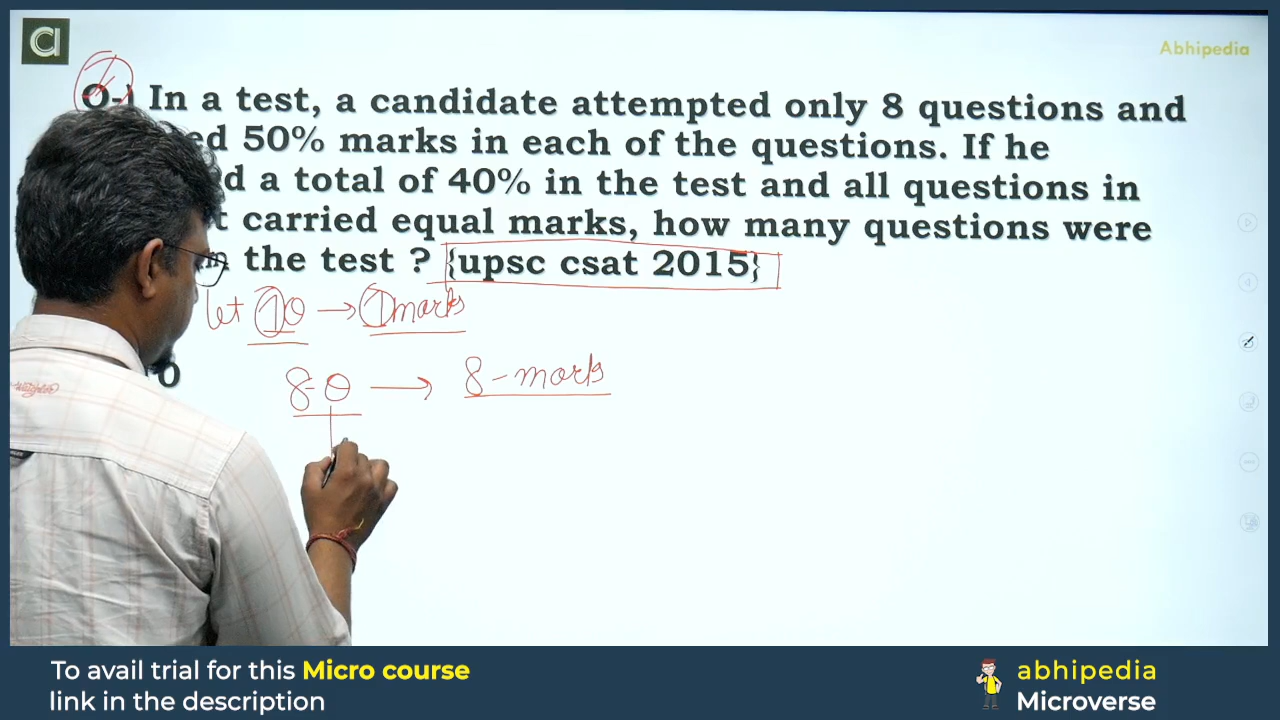 Abhipedia
Q-) In a test, a candidate attempted only 8 questions and
ed 50% marks in each of the questions. If he
d a total of 40% in the test and all questions in
t carried equal marks, how many questions were
the test ? {upsc csat 2015}
let 1Q → 1 marks
8-Q → 8-marks
To avail trial for this Micro course
link in the description
abhipedia
Microverse